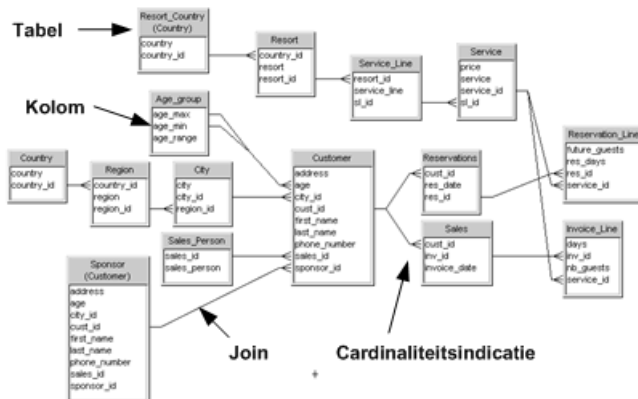 Tabel
Resort_Country
(Country)
country
country_id
Resort
country_id
resort
resort_id
Service_Line
resort_id
service_line
sl_id
Service
price
service
service_id
sl_id
Kolom
Age_group
age_max
age_min
age_range
Country
country
country_id
Region
country_id
region
region_id
City
city
city_id
region_id
Customer
address
age
city_id
cust_id
first_name
last_name
phone_number
sales_id
sponsor_id
Reservations
cust_id
res_date
res_id
Reservation_Line
future_guests
res_days
res_id
service_id
Sales_Person
sales_id
sales_person
Sales
cust_id
inv_id
invoice_date
Invoice_Line
days
inv_id
nb_guests
service_id
Sponsor
(Customer)
address
age
city_id
cust_id
first_name
last_name
phone_number
sales_id
sponsor_id
Join
Cardinaliteitsindicatie
+